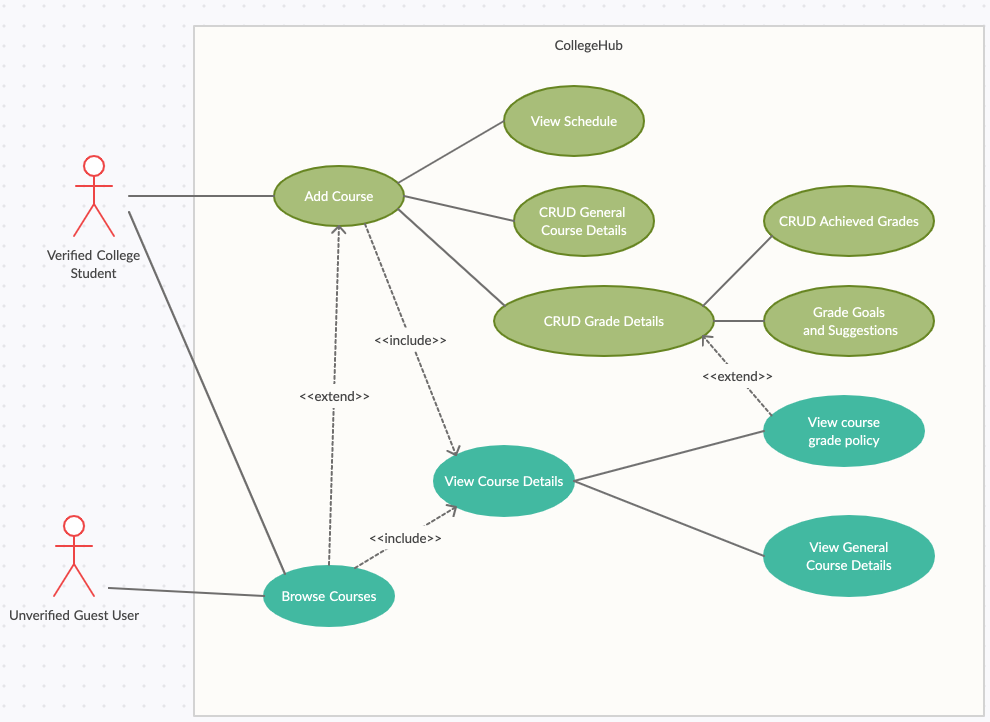 CollegeHub
View Schedule
Add Course
CRUD General
Course Details
CRUD Achieved Grades
Verified College
Student
CRUD Grade Details
Grade Goals
and Suggestions
<<include>>
<<extend>>
<<extend>>
View course
grade policy
View Course Details
<<include>>
View General
Course Details
Browse Courses
Unverified Guest User